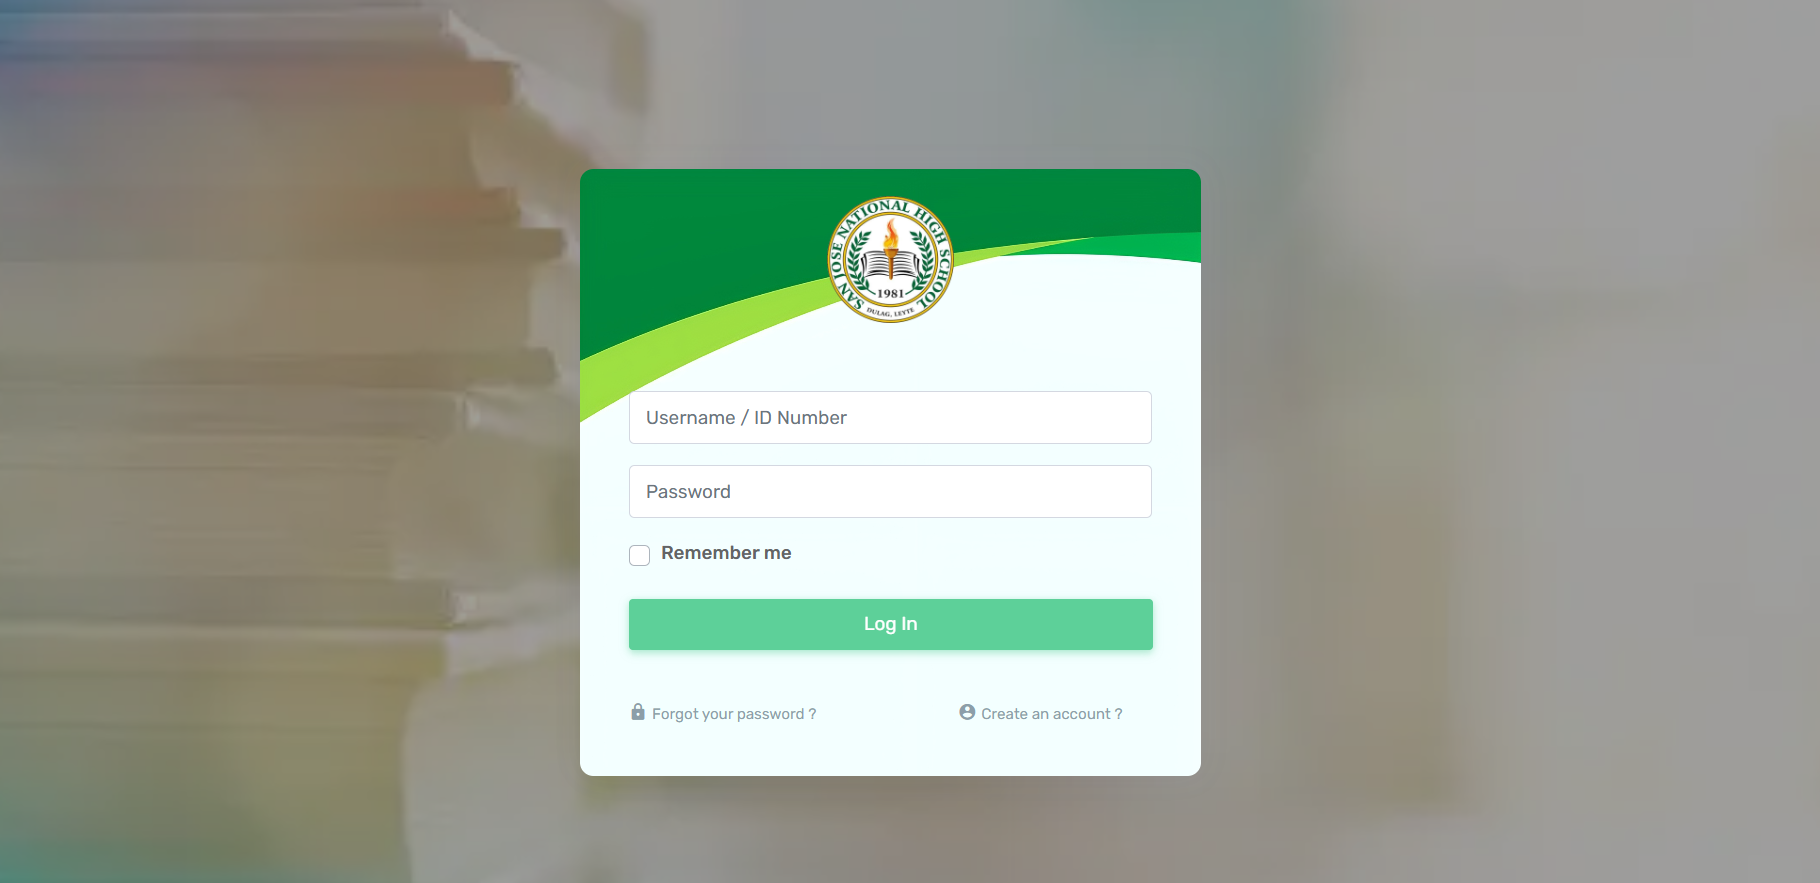 SAN JOSE NATIONAL HIGH SCHOOL
1981
DULAG, LEYTE
Username / ID Number
Password
Remember me
Log In
Forgot your password ?
Create an account ?